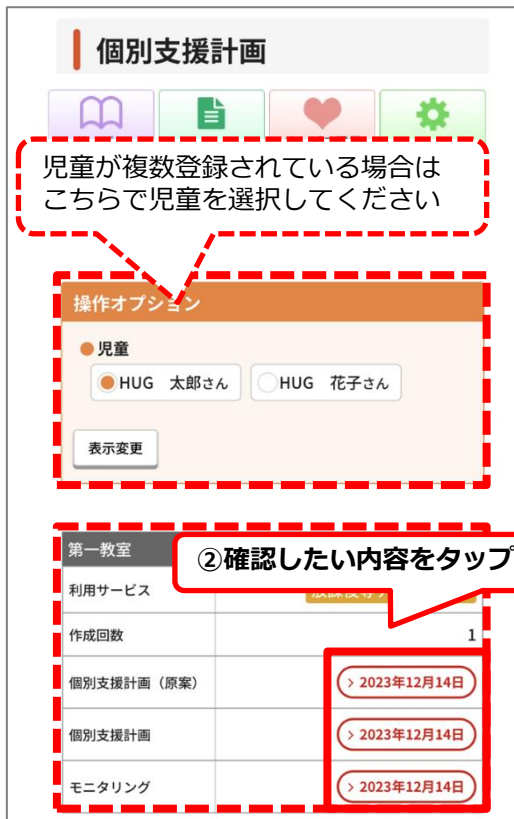 個別支援計画
児童が複数登録されている場合は
こちらで児童を選択してください
操作オプション
児童
HUG 太郎さん
HUG 花子さん
表示変更
第一教室
②確認したい内容をタップ
利用サービス
作成回数
1
個別支援計画（原案）
> 2023年12月14日
個別支援計画
> 2023年12月14日
モニタリング
> 2023年12月14日